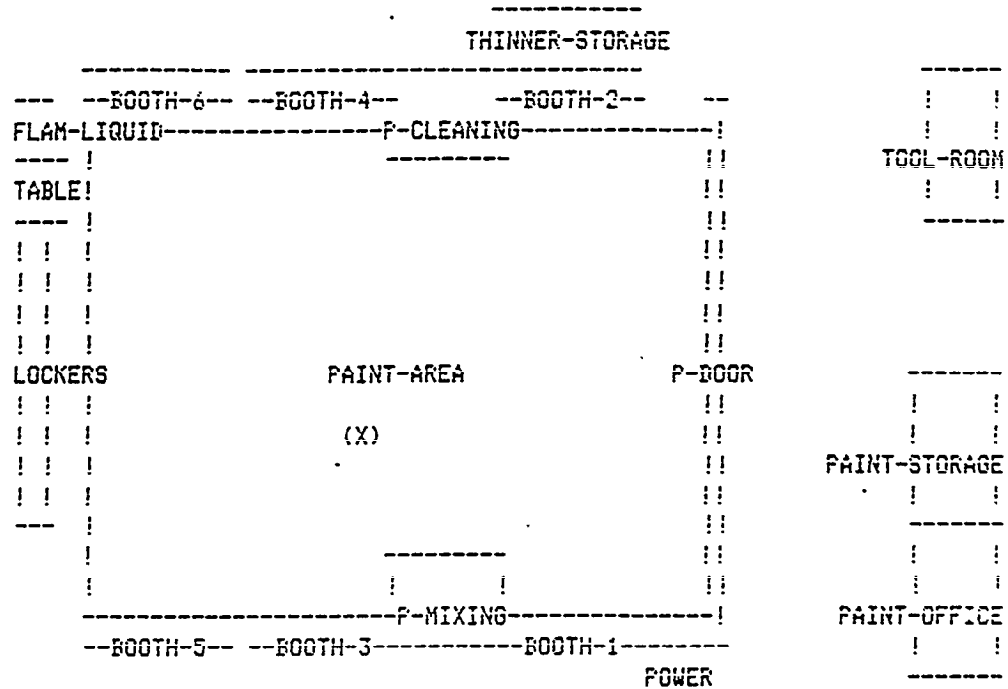 THINNER-STORAGE
BOOTH-6 BOOTH-4 BOOTH-2
FLAM-LIQUID P-CLEANING
TOOL-ROOM
TABLE
LOCKERS PAINT-AREA P-DOOR
(X)
PAINT-STORAGE
P-MIXING PAINT-OFFICE
BOOTH-5 BOOTH-3 BOOTH-1
POWER